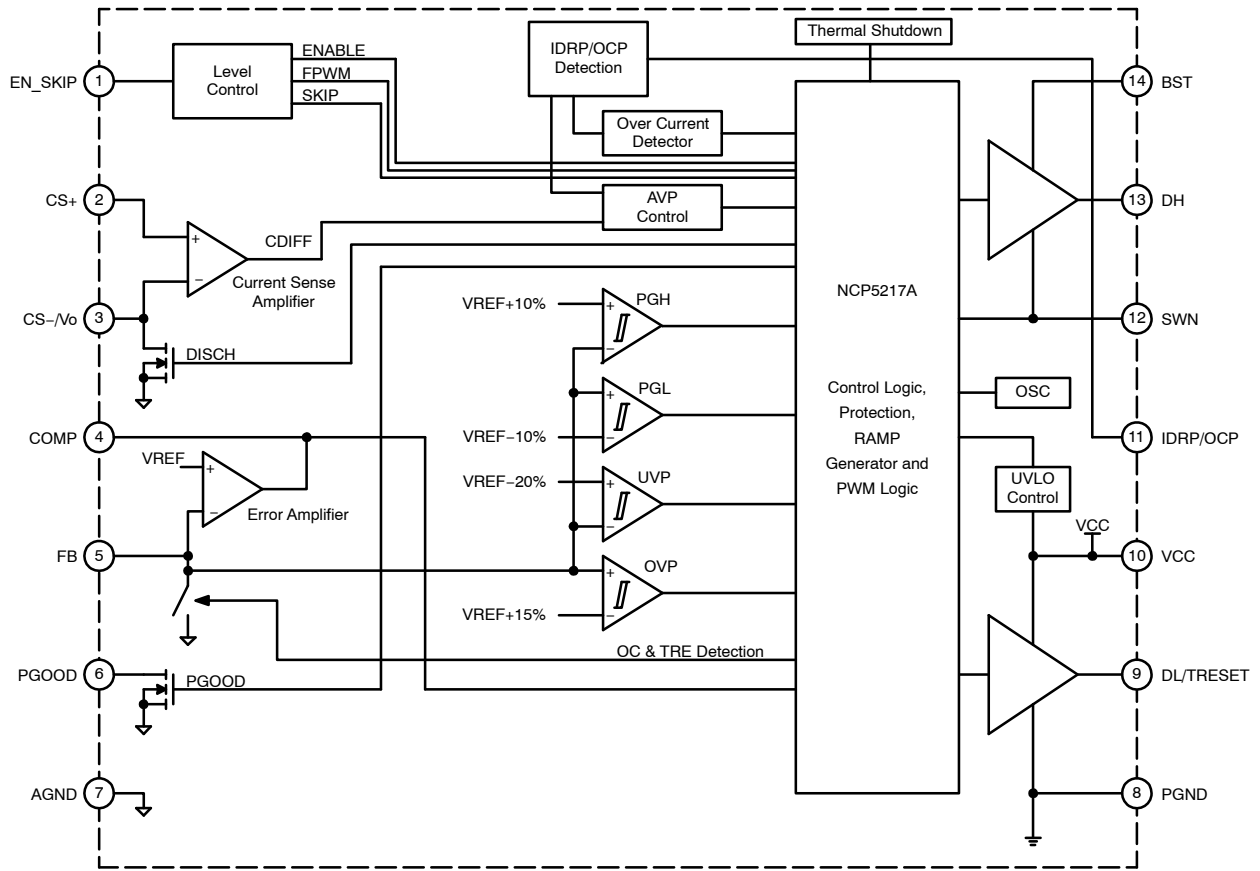 Thermal Shutdown
IDRP/OCP
Detection
ENABLE
FPWM
SKIP
Level
Control
EN_SKIP
1
14
BST
Over Current
Detector
CS+
2
AVP
Control
13
DH
+
−
CDIFF
Current Sense
Amplifier
CS−/Vo
3
VREF+10%
+
−
PGH
NCP5217A
12
SWN
DISCH
PGL
+
−
VREF−10%
Control Logic,
Protection,
RAMP
Generator and
PWM Logic
OSC
COMP
4
11
IDRP/OCP
VREF
+
−
Error Amplifier
VREF−20%
+
−
UVP
UVLO
Control
VCC
FB
5
10
VCC
OVP
+
−
VREF+15%
OC & TRE Detection
PGOOD
6
PGOOD
9
DL/TRESET
AGND
7
8
PGND